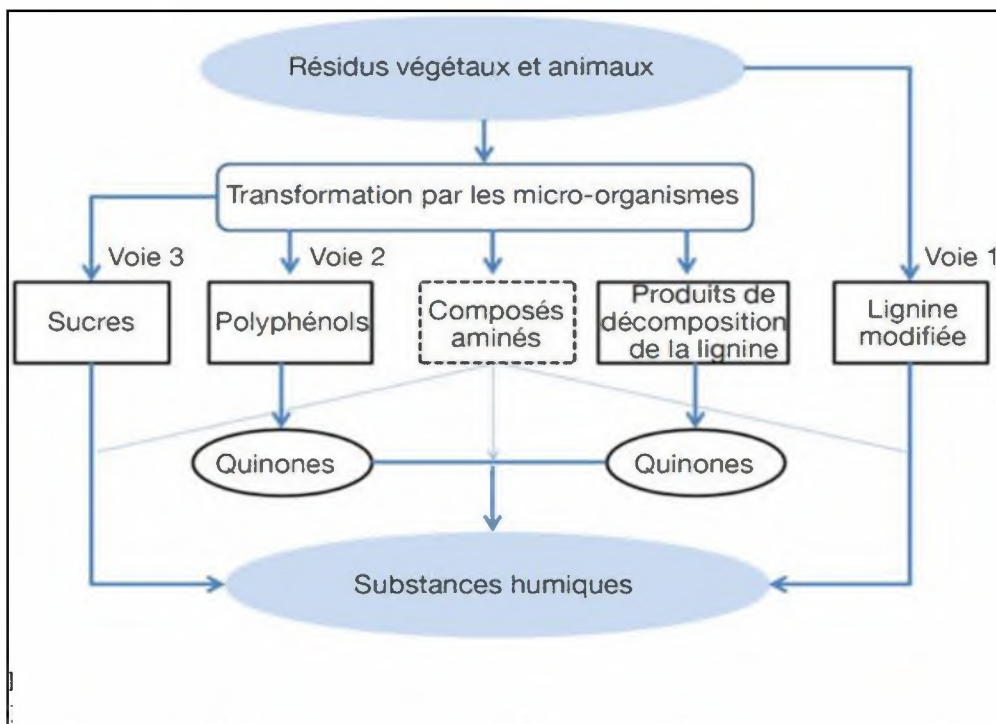 Résidus végétaux et animaux
Transformation par les micro-organismes
Voie 3
Voie 2
Voie 1
Sucres
Polyphénols
Composés
aminés
Produits de
décomposition
de la lignine
Lignine
modifiée
Quinones
Quinones
Substances humiques